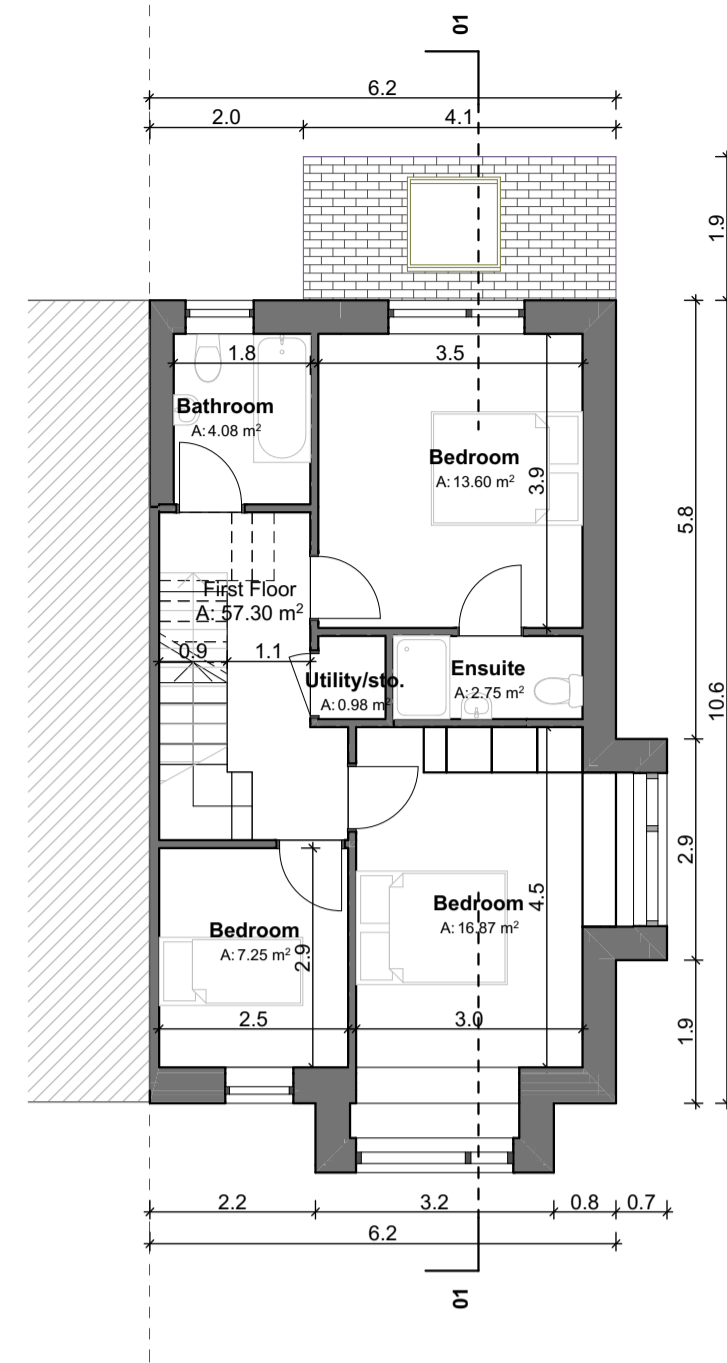 01
6.2
2.0
4.1
1.9
1.8
3.5
Bathroom
A: 4.08 m²
Bedroom
A: 13.60 m²
3.9
5.8
First Floor
A: 57.30 m²
0.9
1.1
Utility/sto.
A: 0.98 m²
Ensuite
A: 2.75 m²
10.6
2.9
Bedroom
A: 16.87 m²
4.5
Bedroom
A: 7.25 m²
2.9
2.5
3.0
1.9
2.2
3.2
0.8
0.7
6.2
01